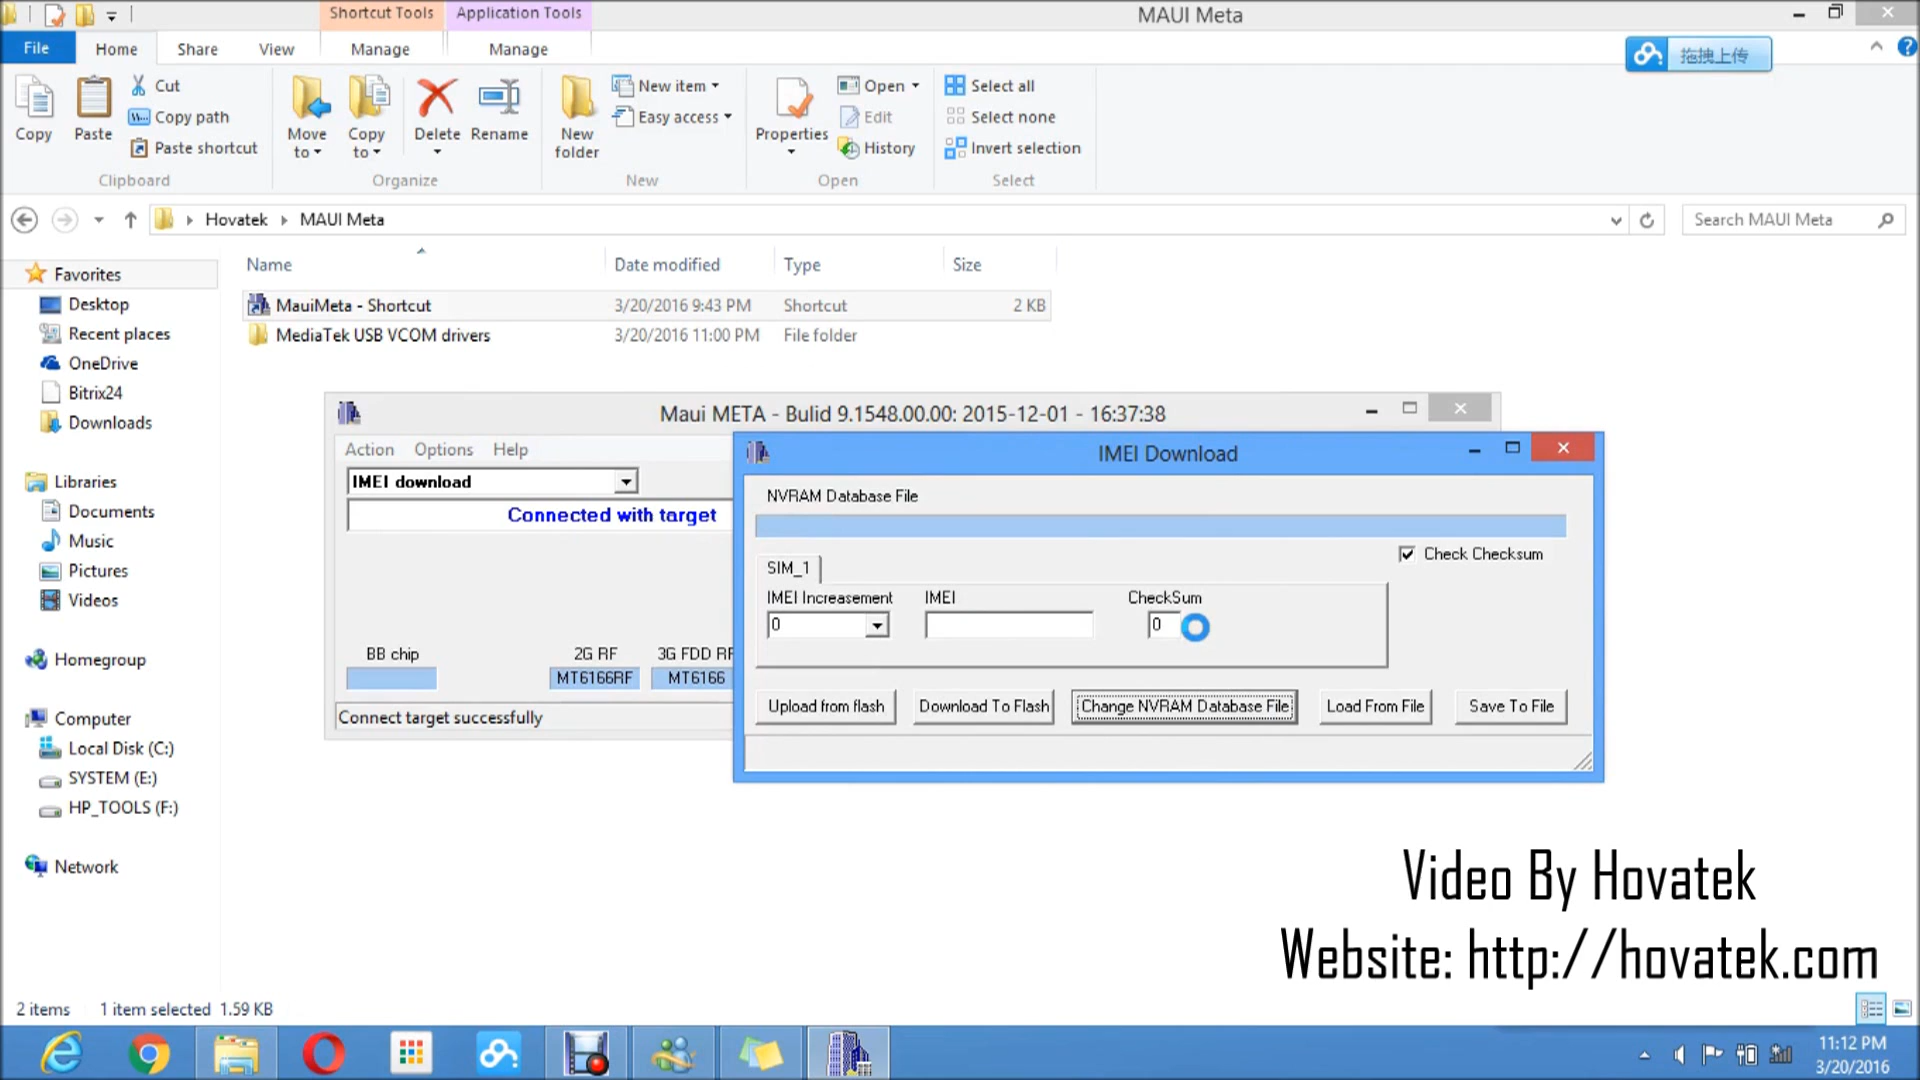 Shortcut Tools
Application Tools
MAUI Meta
File
Home
Share
View
Manage
Manage
拖拽上传
Copy
Paste
Cut
Copy path
Paste shortcut
Clipboard
Move to
Copy to
Delete
Rename
Organize
New folder
New item
Easy access
New
Properties
Open
Edit
History
Open
Select all
Select none
Invert selection
Select
Hovatek
MAUI Meta
Search MAUI Meta
Name
Date modified
Type
Size
MauiMeta - Shortcut 3/20/2016 9:43 PM Shortcut 2 KB
MediaTek USB VCOM drivers 3/20/2016 11:00 PM File folder
Favorites
Desktop
Recent places
OneDrive
Bitrix24
Downloads
Libraries
Documents
Music
Pictures
Videos
Homegroup
Computer
Local Disk (C:)
SYSTEM (E:)
HP_TOOLS (F:)
Network
Maui META - Bulid 9.1548.00.00: 2015-12-01 - 16:37:38
Action Options Help
IMEI download
Connected with target
BB chip
2G RF
3G FDD RF
MT6166RF
MT6166
Connect target successfully
IMEI Download
NVRAM Database File
Check Checksum
SIM_1
IMEI Increasement
IMEI
CheckSum
0
0
Upload from flash
Download To Flash
Change NVRAM Database File
Load From File
Save To File
Video By Hovatek
Website: http://hovatek.com
2 items 1 item selected 1.59 KB
11:12 PM
3/20/2016